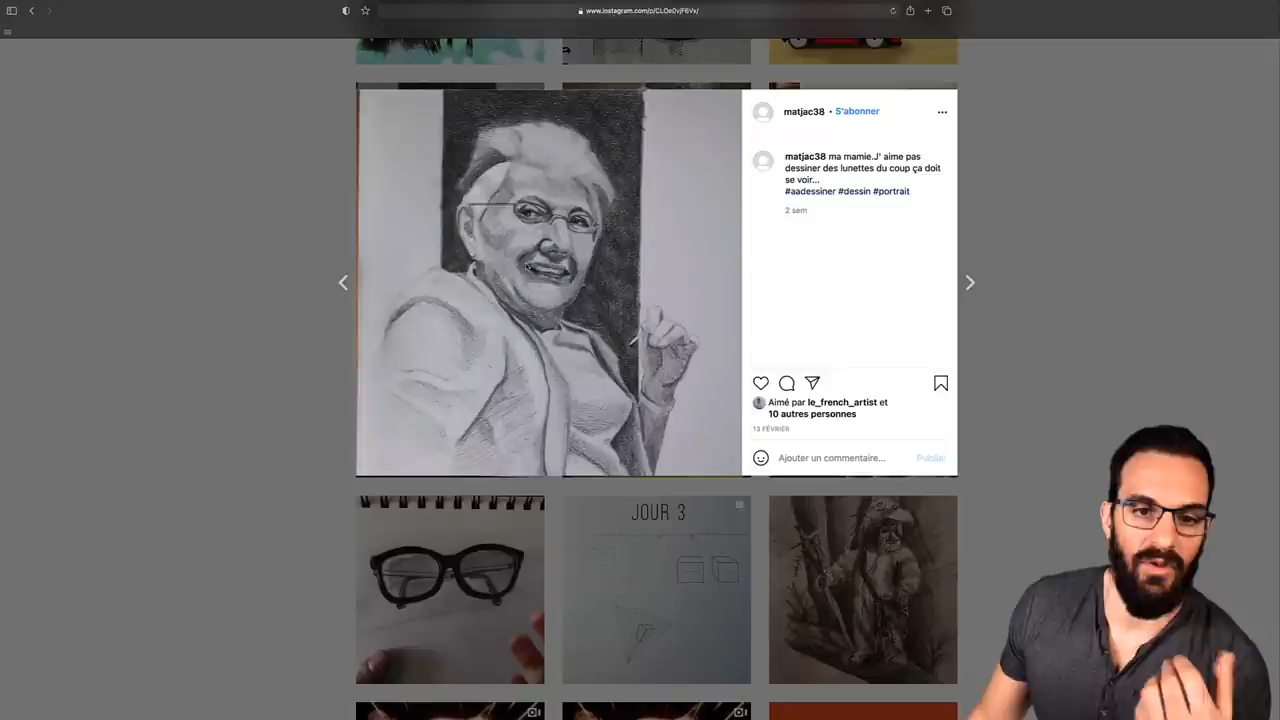 www.instagram.com/p/CLOeDvjF6Vx/
matjac38 • S'abonner
matjac38 ma mamie.J' aime pas
dessiner des lunettes du coup ça doit
se voir...
#aadessiner #dessin #portrait
2 sem
Aimé par le_french_artist et
10 autres personnes
13 FÉVRIER
Ajouter un commentaire... Publier
JOUR 3